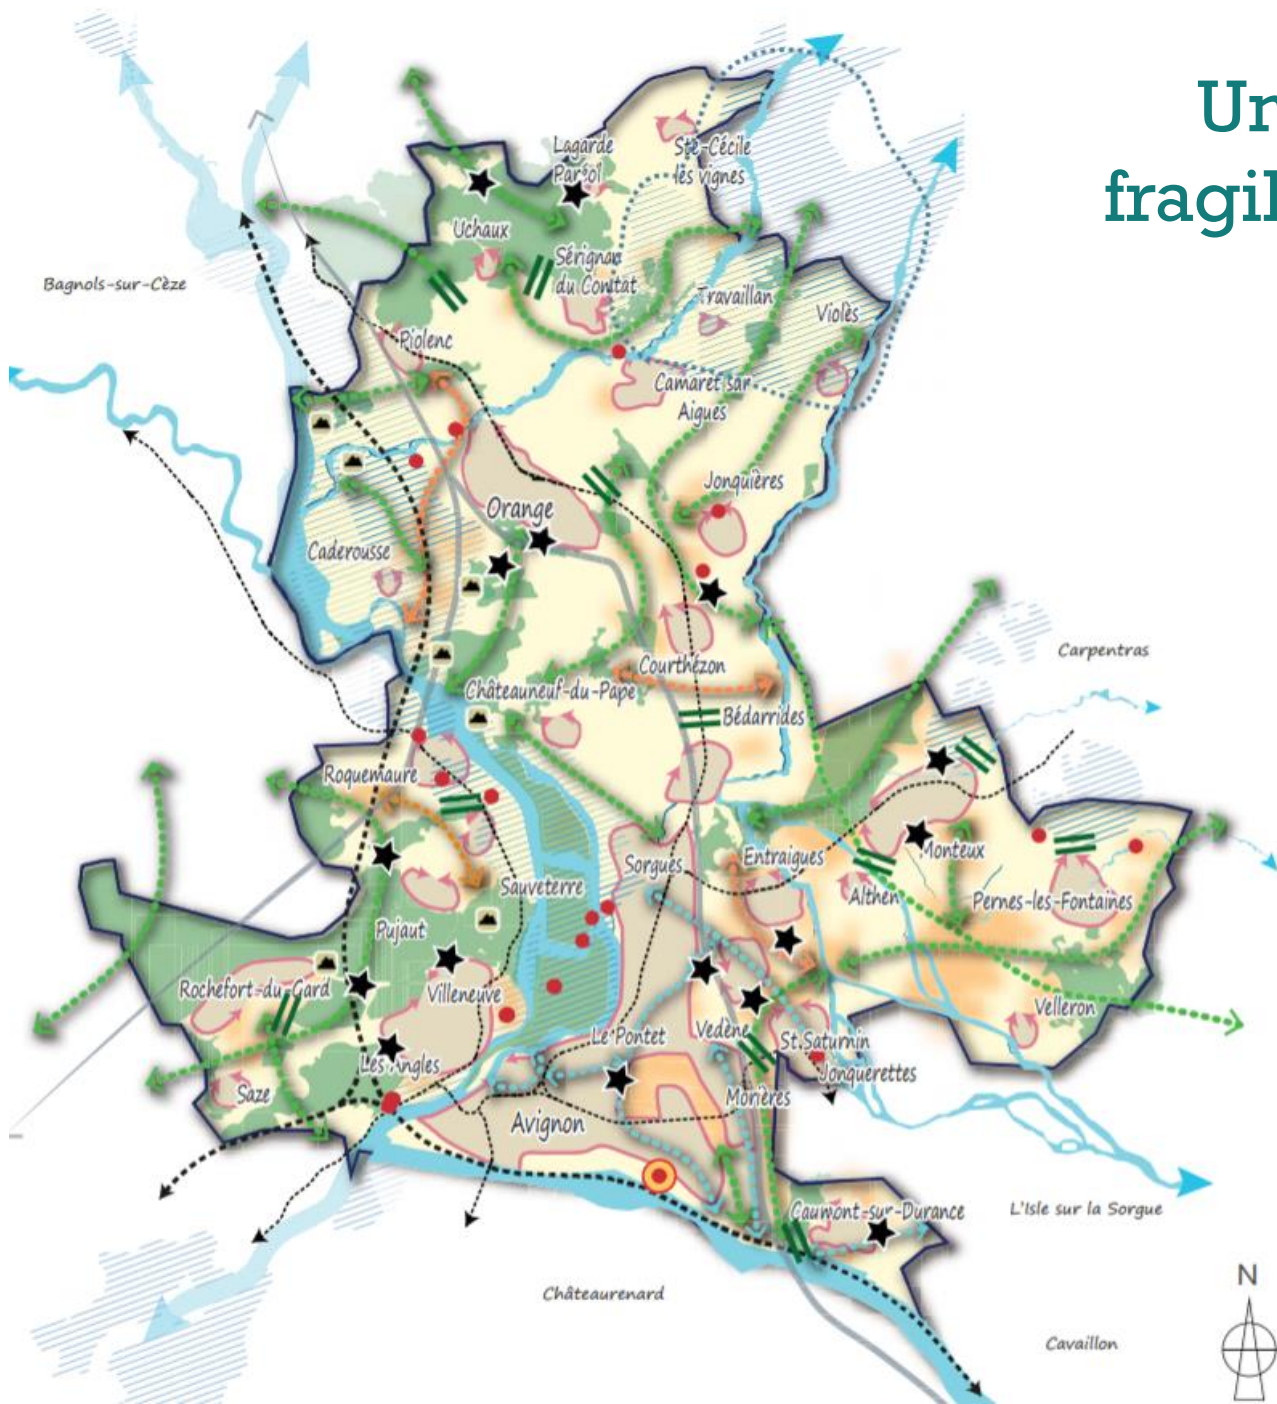 Un
fragil
Lagarde
Paréol
Ste-Cécile
les vignes
Uchaux
Sérignan
du Comtat
Bagnols-sur-Cèze
Travaillan
Violès
Piolenc
Camaret sur
Aigues
Jonquières
Orange
Caderousse
Courthézon
Carpentras
Châteauneuf-du-Pape
Bédarrides
Roquemaure
Sorgues
Entraigues
Monteux
Sauveterre
Althen
Pernes-les-Fontaines
Pujaut
Rochefort-du-Gard
Villeneuve
Velleron
Le Pontet
Vedène
St.Saturnin
Les Angles
Jonquerettes
Saze
Morières
Avignon
Caumont-sur-Durance
L'Isle sur la Sorgue
N
Châteaurenard
Cavaillon